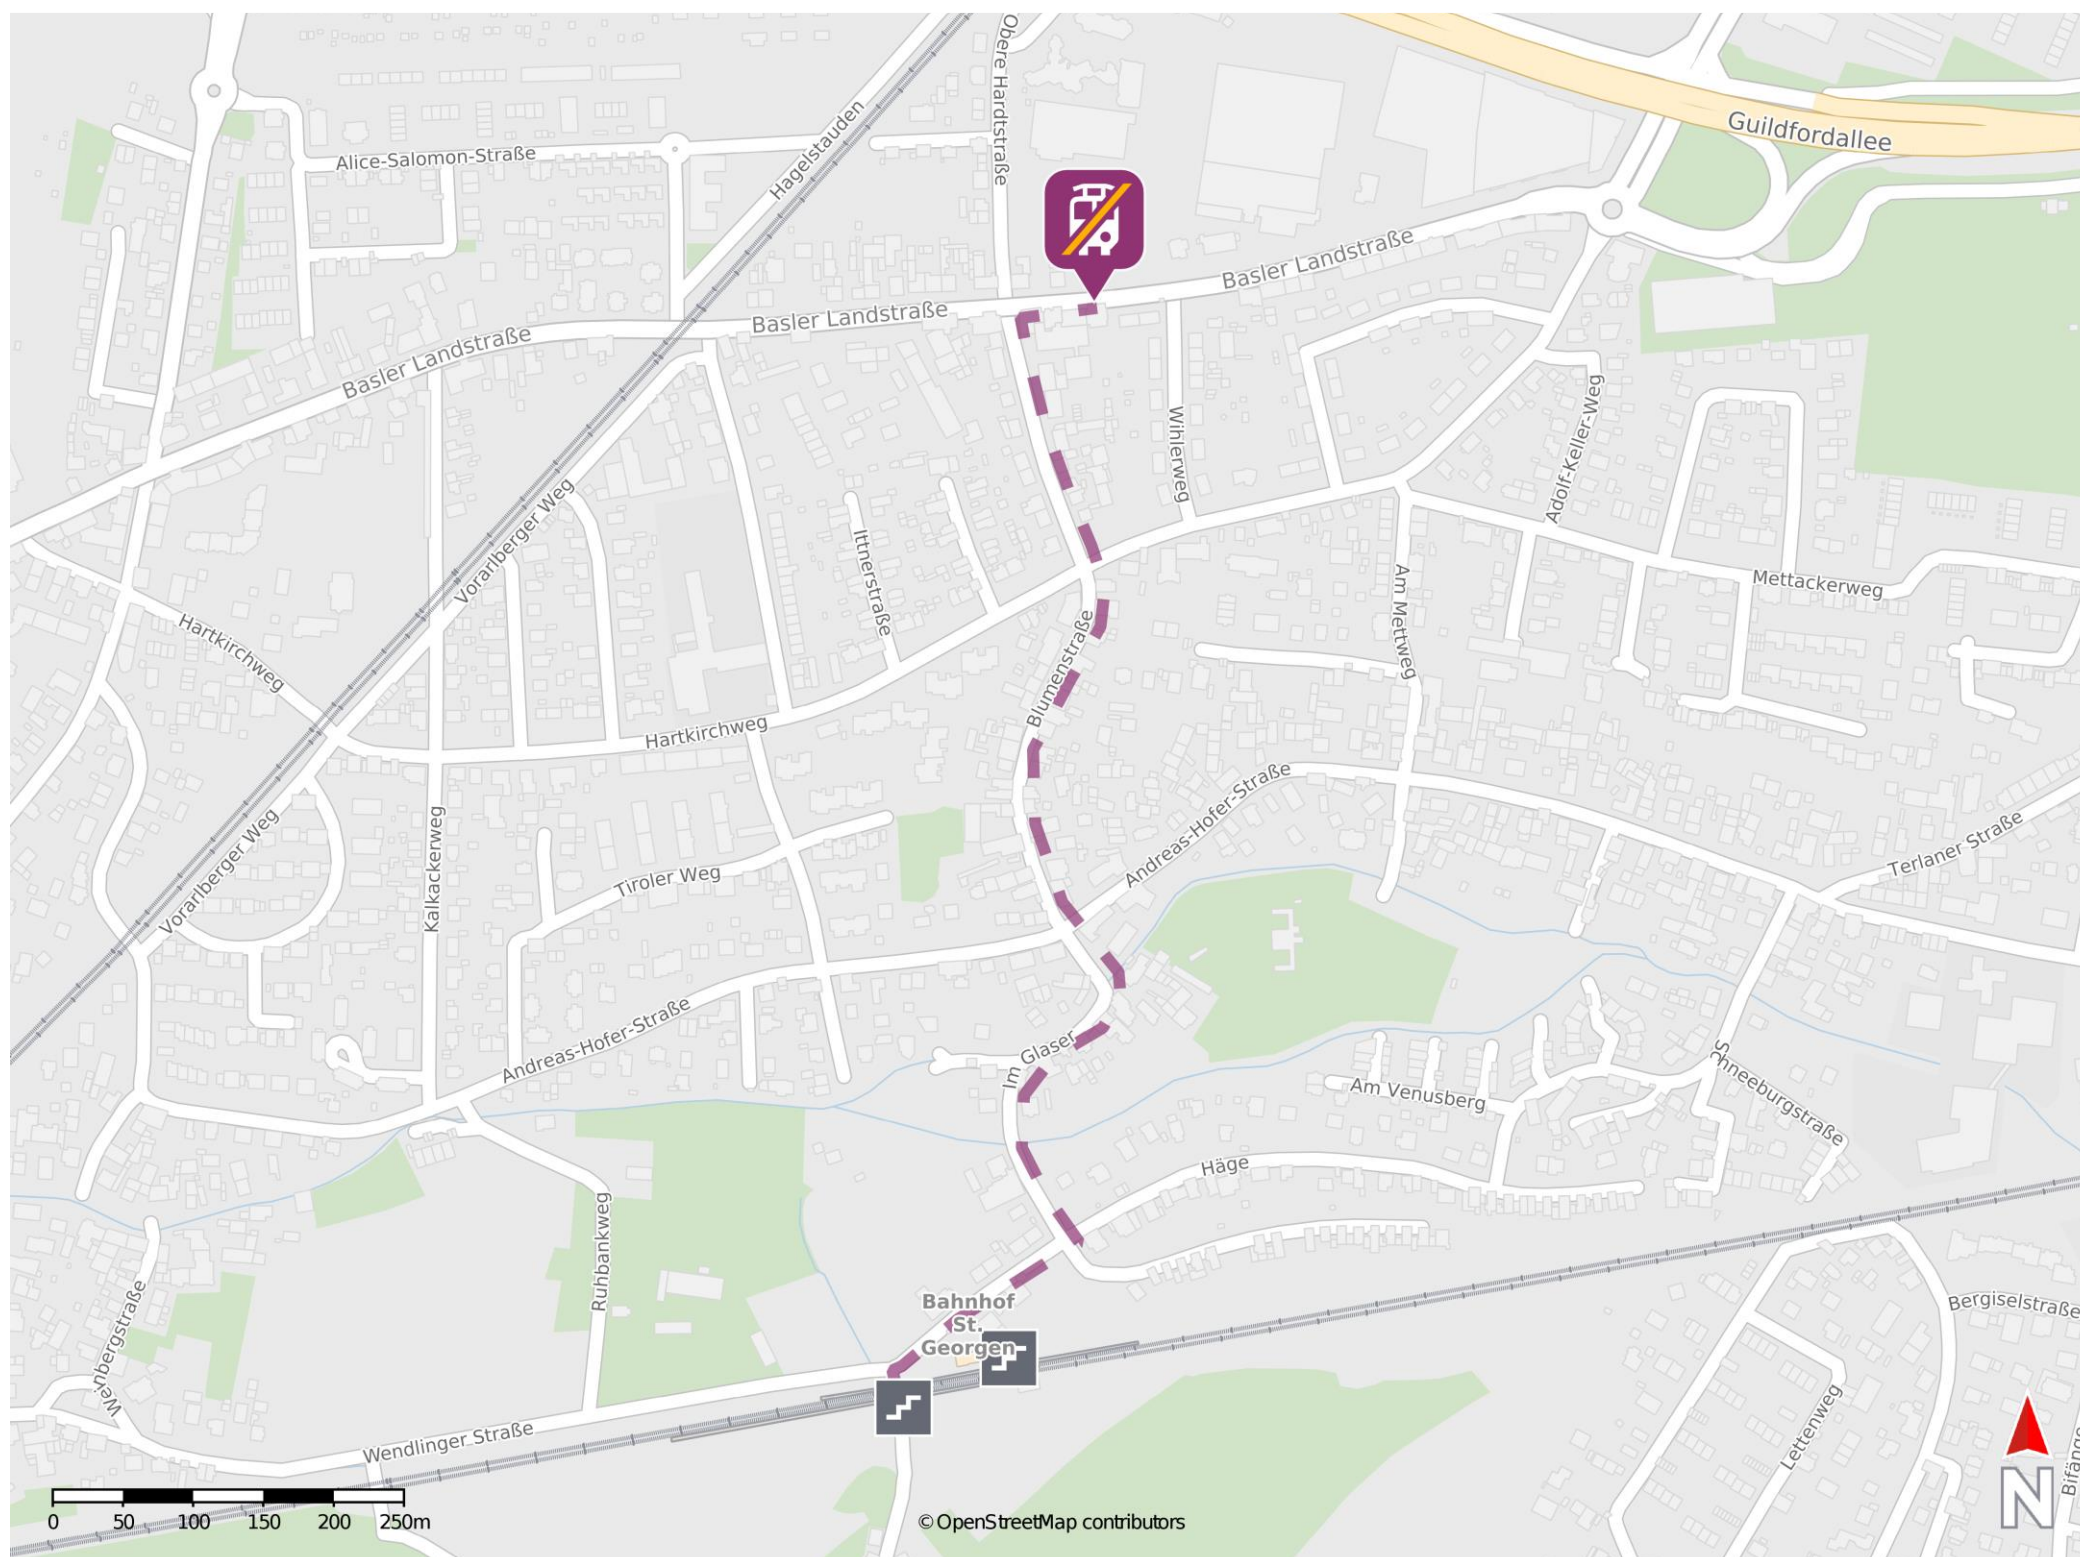 Obere Hardtstraße
Guildfordallee
Hagelstauden
Alice-Salomon-Straße
Basler Landstraße
Basler Landstraße
Basler Landstraße
Adolf-Keller-Weg
Wihlerweg
Vorarlberger Weg
Ittnerstraße
Am Mettweg
Mettackerweg
Hartkirchweg
Blumenstraße
Hartkirchweg
Andreas-Hofer-Straße
Kalkackerweg
Vorarlberger Weg
Tiroler Weg
Terlaner Straße
Andreas-Hofer-Straße
Im Glaser
Schneeburgstraße
Am Venusberg
Häge
Ruhbankweg
Weinbergstraße
Bahnhof
St.
Georgen
Bergiselstraße
Lettenweg
Wendlinger Straße
Bifänge
N
0 50 100 150 200 250m
© OpenStreetMap contributors